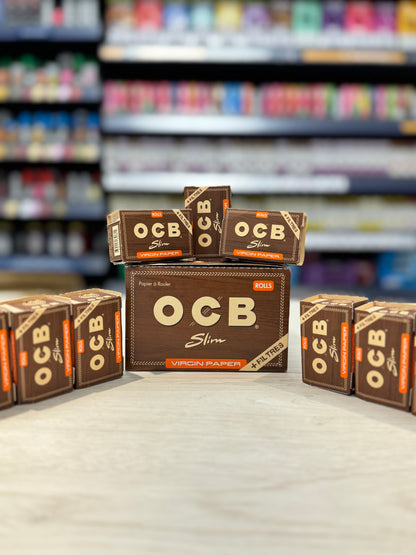 ROLLS
OCB
Slim
VIRGIN PAPER
OCB
Slim
ROLLS
OCB
Slim
VIRGIN PAPER
Papier à Rouler
ROLLS
OCB®
Slim
VIRGIN PAPER
+ FILTRES
OCB
Slim
OCB
Slim
OCB
Slim
OCB
Slim